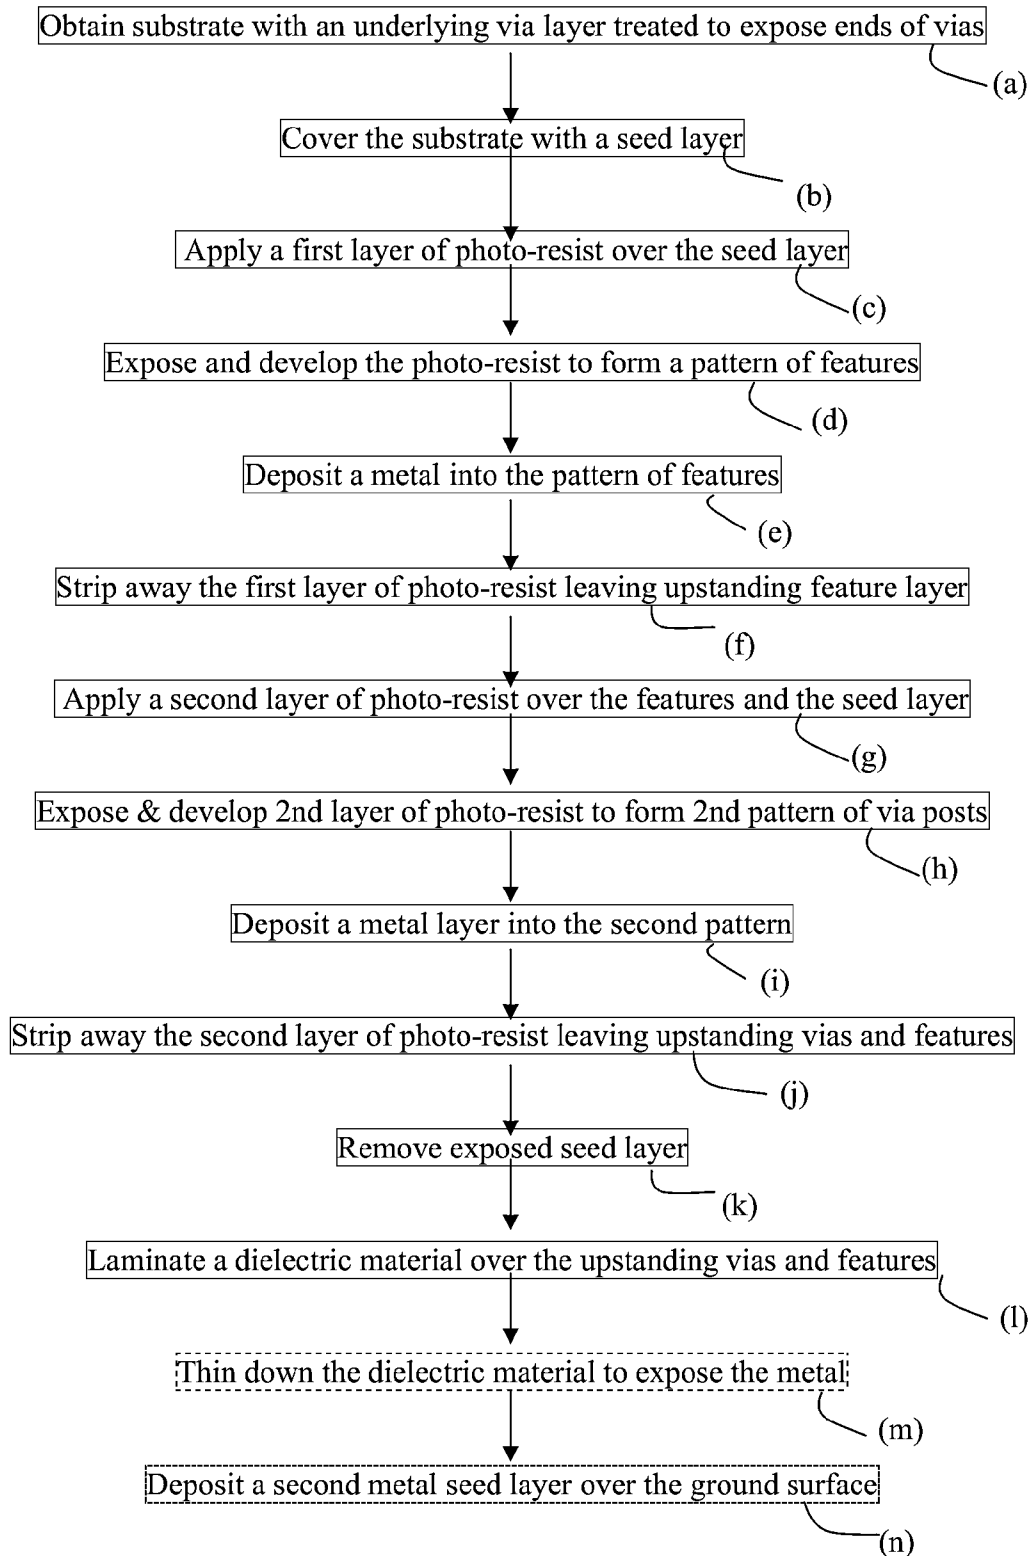 Obtain substrate with an underlying via layer treated to expose ends of vias
(a)
Cover the substrate with a seed layer
(b)
Apply a first layer of photo-resist over the seed layer
(c)
Expose and develop the photo-resist to form a pattern of features
(d)
Deposit a metal into the pattern of features
(e)
Strip away the first layer of photo-resist leaving upstanding feature layer
(f)
Apply a second layer of photo-resist over the features and the seed layer
(g)
Expose & develop 2nd layer of photo-resist to form 2nd pattern of via posts
(h)
Deposit a metal layer into the second pattern
(i)
Strip away the second layer of photo-resist leaving upstanding vias and features
(j)
Remove exposed seed layer
(k)
Laminate a dielectric material over the upstanding vias and features
(l)
Thin down the dielectric material to expose the metal
(m)
Deposit a second metal seed layer over the ground surface
(n)